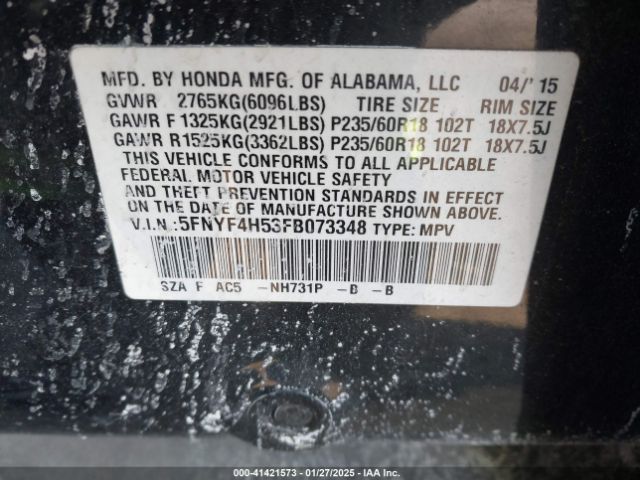 MFD. BY HONDA MFG. OF ALABAMA, LLC 04/'15
GVWR 2765KG(6096LBS) TIRE SIZE RIM SIZE
GAWR F 1325KG(2921LBS) P235/60R18 102T 18X7.5J
GAWR R1525KG(3362LBS) P235/60R18 102T 18X7.5J
THIS VEHICLE CONFORMS TO ALL APPLICABLE
FEDERAL MOTOR VEHICLE SAFETY
AND THEFT PREVENTION STANDARDS IN EFFECT
ON THE DATE OF MANUFACTURE SHOWN ABOVE.
V.I.N.:5FNYF4H53FB073348 TYPE: MPV
SZA F AC5 -NH731P -B -B
000-41421573 - 01/27/2025 - IAA Inc.